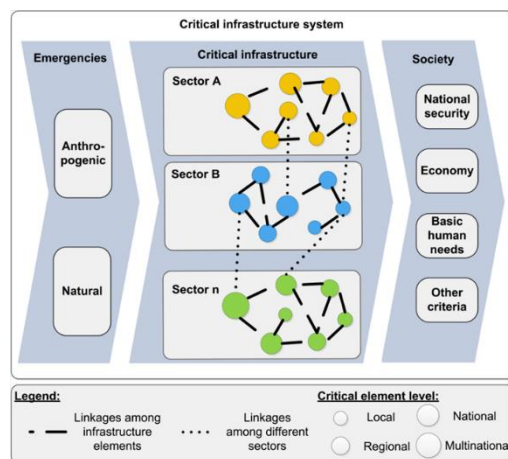 Critical infrastructure system
Emergencies
Critical infrastructure
Society
Sector A
Anthro-
pogenic
Natural
Sector B
Sector n
National
security
Economy
Basic
human
needs
Other
criteria
Legend:
Linkages among
infrastructure
elements
Linkages
among different
sectors
Critical element level:
Local
National
Regional
Multinational